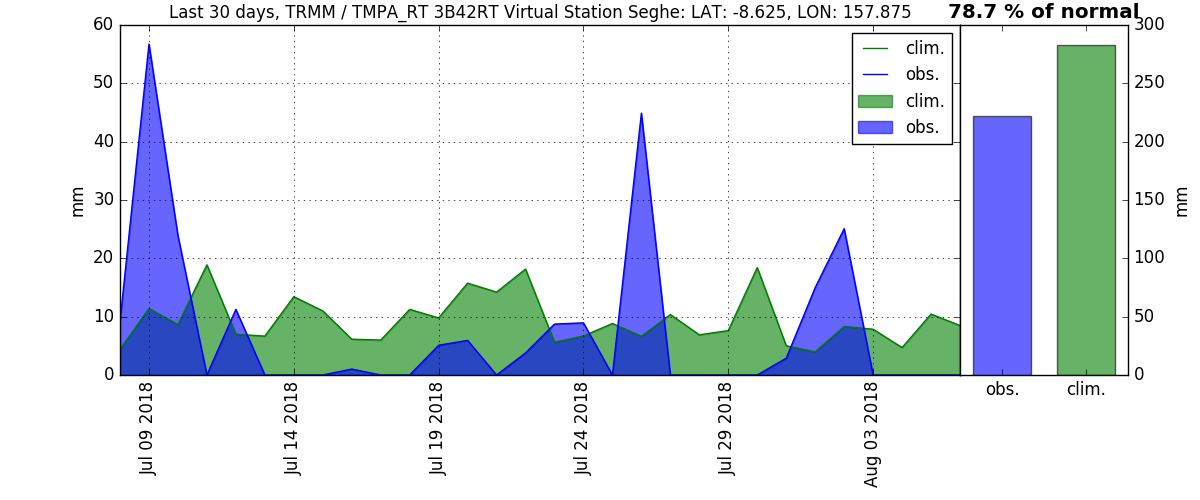 Last 30 days, TRMM / TMPA_RT 3B42RT Virtual Station Seghe: LAT: -8.625, LON: 157.875
78.7 % of normal
60
50
40
30
20
10
0
mm
clim.
obs.
clim.
obs.
Jul 09 2018
Jul 14 2018
Jul 19 2018
Jul 24 2018
Jul 29 2018
Aug 03 2018
300
250
200
150
100
50
0
mm
obs.
clim.